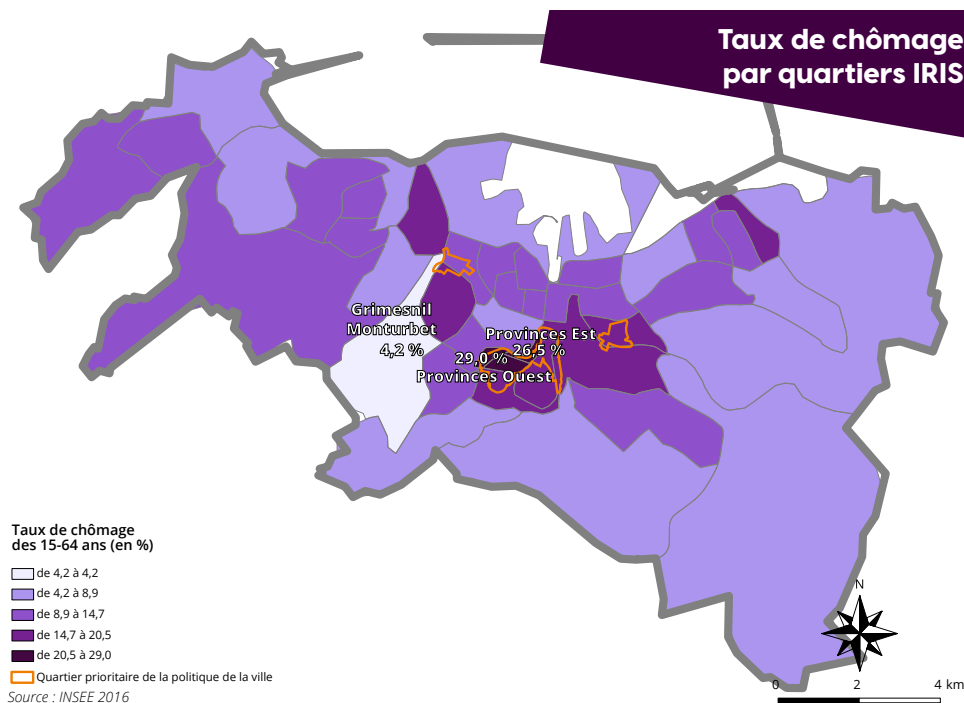 Taux de chômage
par quartiers IRIS
Grimesnil
Monturbet
4,2 %
Provinces Est
26,5 %
29,0 %
Provinces Ouest
Taux de chômage
des 15-64 ans (en %)
de 4,2 à 4,2
de 4,2 à 8,9
de 8,9 à 14,7
de 14,7 à 20,5
de 20,5 à 29,0
Quartier prioritaire de la politique de la ville
Source : INSEE 2016
N
0 2 4 km